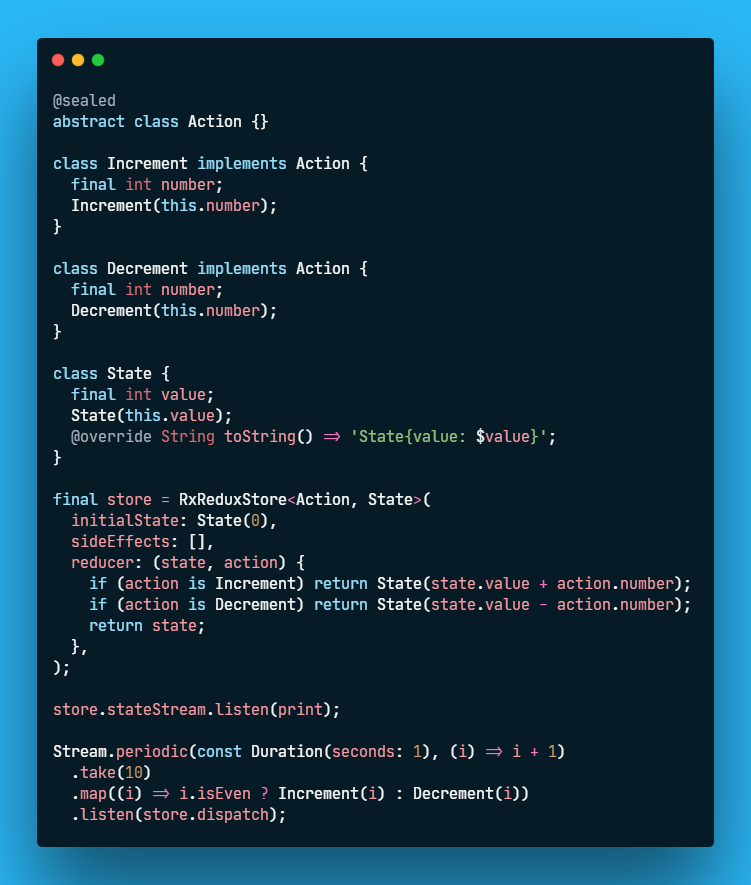 @sealed
abstract class Action {}

class Increment implements Action {
  final int number;
  Increment(this.number);
}

class Decrement implements Action {
  final int number;
  Decrement(this.number);
}

class State {
  final int value;
  State(this.value);
  @override String toString() => 'State{value: $value}';
}

final store = RxReduxStore<Action, State>(
  initialState: State(0),
  sideEffects: [],
  reducer: (state, action) {
    if (action is Increment) return State(state.value + action.number);
    if (action is Decrement) return State(state.value - action.number);
    return state;
  },
);

store.stateStream.listen(print);

Stream.periodic(const Duration(seconds: 1), (i) => i + 1)
  .take(10)
  .map((i) => i.isEven ? Increment(i) : Decrement(i))
  .listen(store.dispatch);